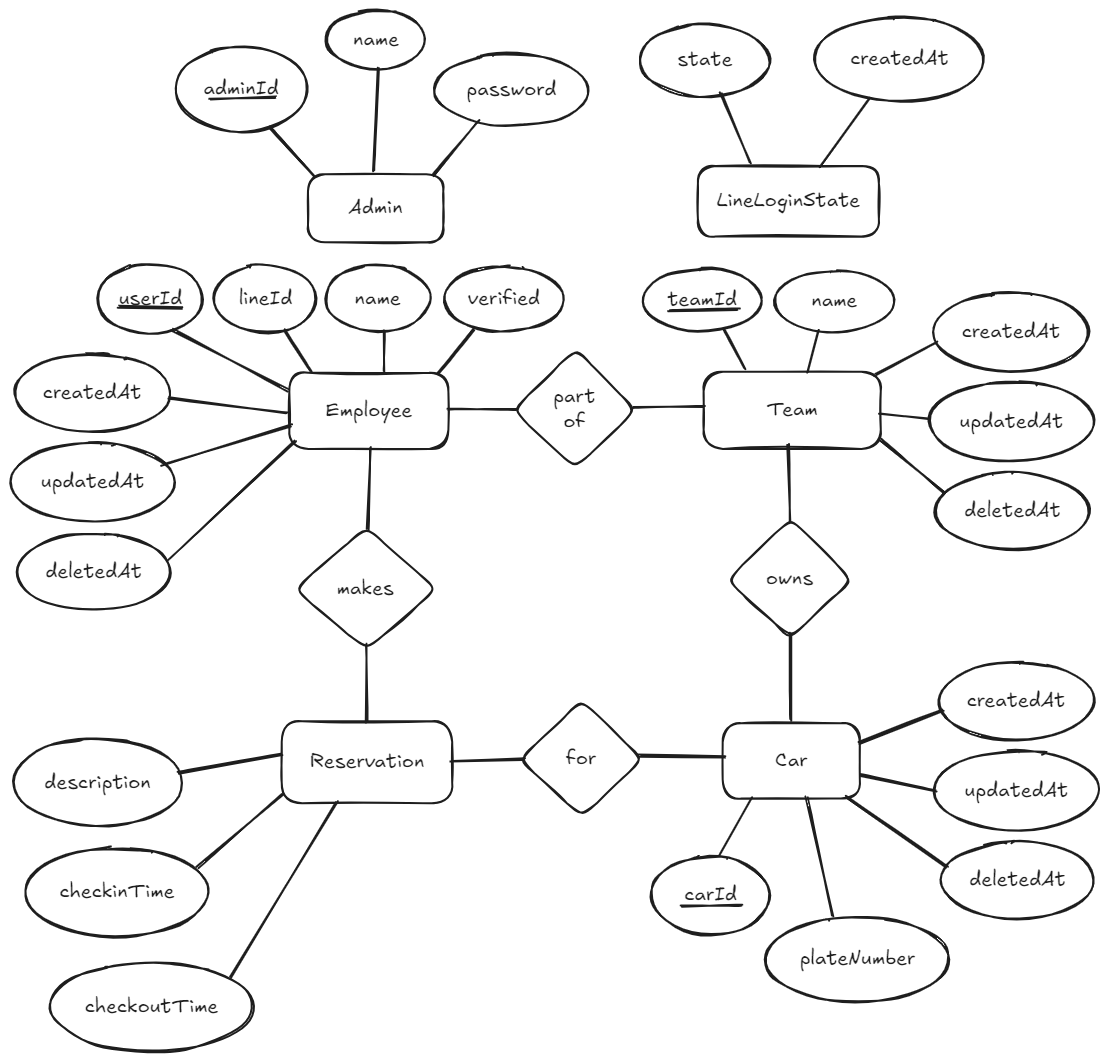 name
state
createdAt
adminId
password
Admin
LineLoginState
userId
lineId
name
verified
teamId
name
createdAt
createdAt
part
of
Employee
Team
updatedAt
updatedAt
deletedAt
deletedAt
makes
owns
createdAt
description
Reservation
for
Car
updatedAt
checkinTime
carId
deletedAt
plateNumber
checkoutTime